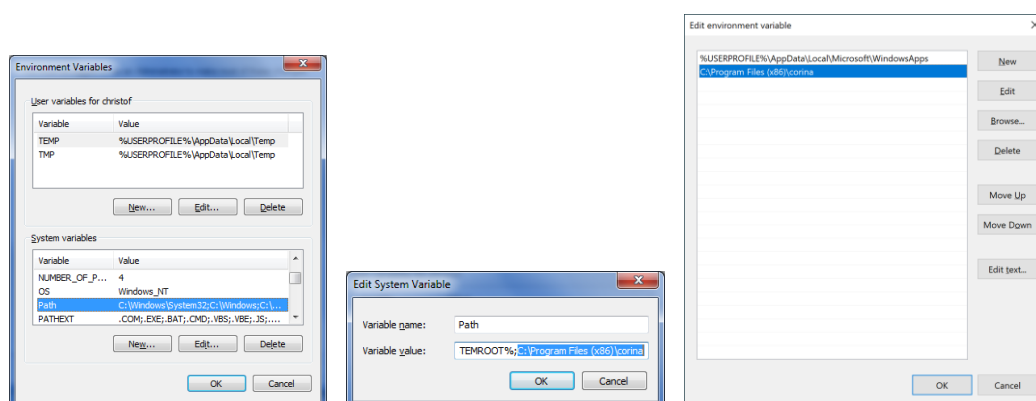 Environment Variables
User variables for christof
Variable Value
TEMP %USERPROFILE%\AppData\Local\Temp
TMP %USERPROFILE%\AppData\Local\Temp
New... Edit... Delete
System variables
Variable Value
NUMBER_OF_P... 4
OS Windows_NT
Path C:\Windows\System32;C:\Windows;C:\...
PATHEXT .COM;.EXE;.BAT;.CMD;.VBS;.VBE;.JS;....
New... Edit... Delete
OK Cancel
Edit System Variable
Variable name: Path
Variable value: TEMROOT%;C:\Program Files (x86)\corina
OK Cancel
Edit environment variable
%USERPROFILE%\AppData\Local\Microsoft\WindowsApps
C:\Program Files (x86)\corina
New
Edit
Browse...
Delete
Move Up
Move Down
Edit text...
OK Cancel